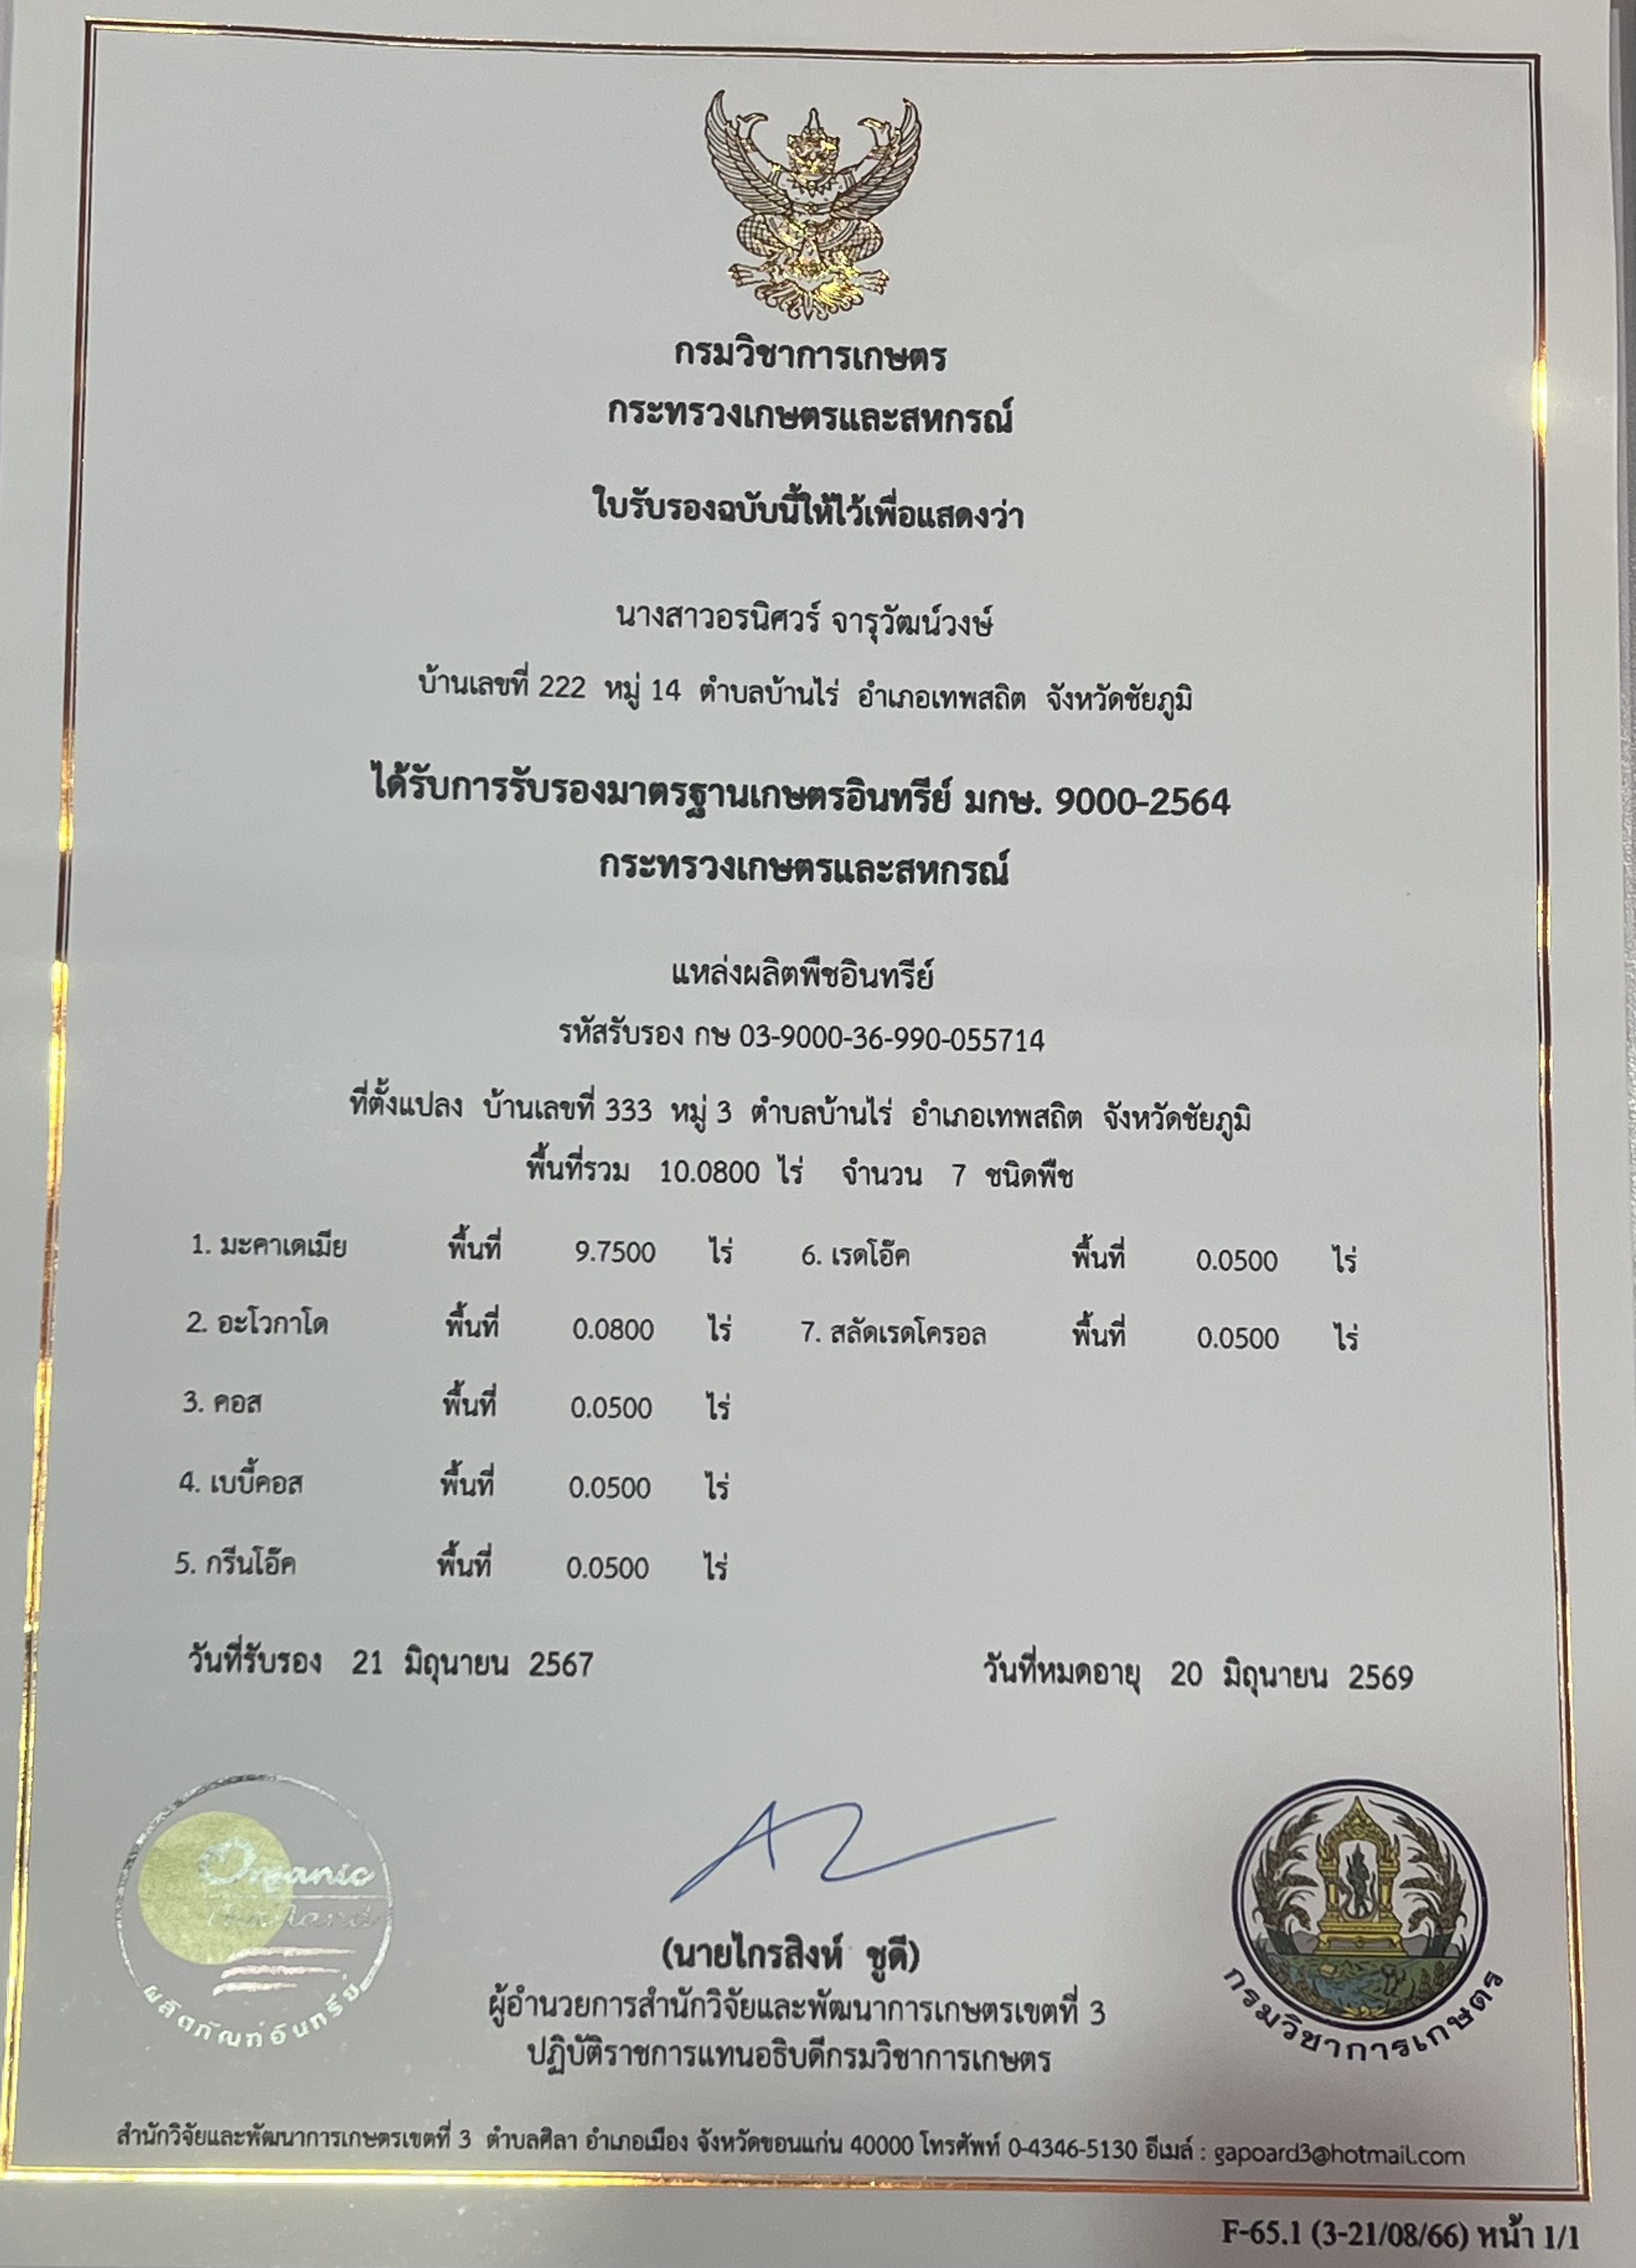 กรมวิชาการเกษตร
กระทรวงเกษตรและสหกรณ์
ใบรับรองฉบับนี้ให้ไว้เพื่อแสดงว่า
นางสาวอรนิศวร์ จารุวัฒน์วงษ์
บ้านเลขที่ 222 หมู่ 14 ตำบลบ้านไร่ อำเภอเทพสถิต จังหวัดชัยภูมิ
ได้รับการรับรองมาตรฐานเกษตรอินทรีย์ มกษ. 9000-2564
กระทรวงเกษตรและสหกรณ์
แหล่งผลิตพืชอินทรีย์
รหัสรับรอง กษ 03-9000-36-990-055714
ที่ตั้งแปลง บ้านเลขที่ 333 หมู่ 3 ตำบลบ้านไร่ อำเภอเทพสถิต จังหวัดชัยภูมิ
พื้นที่รวม 10.0800 ไร่ จำนวน 7 ชนิดพืช
1. มะคาเดเมีย พื้นที่ 9.7500 ไร่ 6. เรดโอ๊ค พื้นที่ 0.0500 ไร่
2. อะโวกาโด พื้นที่ 0.0800 ไร่ 7. สลัดเรดโครอล พื้นที่ 0.0500 ไร่
3. คอส พื้นที่ 0.0500 ไร่
4. เบบี้คอส พื้นที่ 0.0500 ไร่
5. กรีนโอ๊ค พื้นที่ 0.0500 ไร่
วันที่รับรอง 21 มิถุนายน 2567 วันที่หมดอายุ 20 มิถุนายน 2569
Organic
Thailand
ผลิตภัณฑ์อินทรีย์
(นายไกรสิงห์ ชูดี)
ผู้อำนวยการสำนักวิจัยและพัฒนาการเกษตรเขตที่ 3
ปฏิบัติราชการแทนอธิบดีกรมวิชาการเกษตร
กรมวิชาการเกษตร
สำนักวิจัยและพัฒนาการเกษตรเขตที่ 3 ตำบลศิลา อำเภอเมือง จังหวัดขอนแก่น 40000 โทรศัพท์ 0-4346-5130 อีเมล์ : gapoard3@hotmail.com
F-65.1 (3-21/08/66) หน้า 1/1